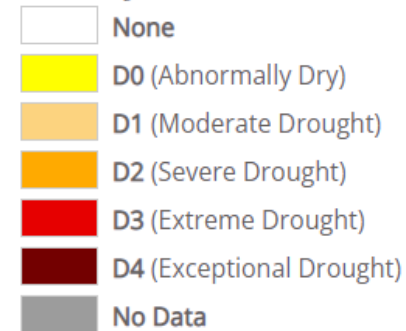 None
D0 (Abnormally Dry)
D1 (Moderate Drought)
D2 (Severe Drought)
D3 (Extreme Drought)
D4 (Exceptional Drought)
No Data